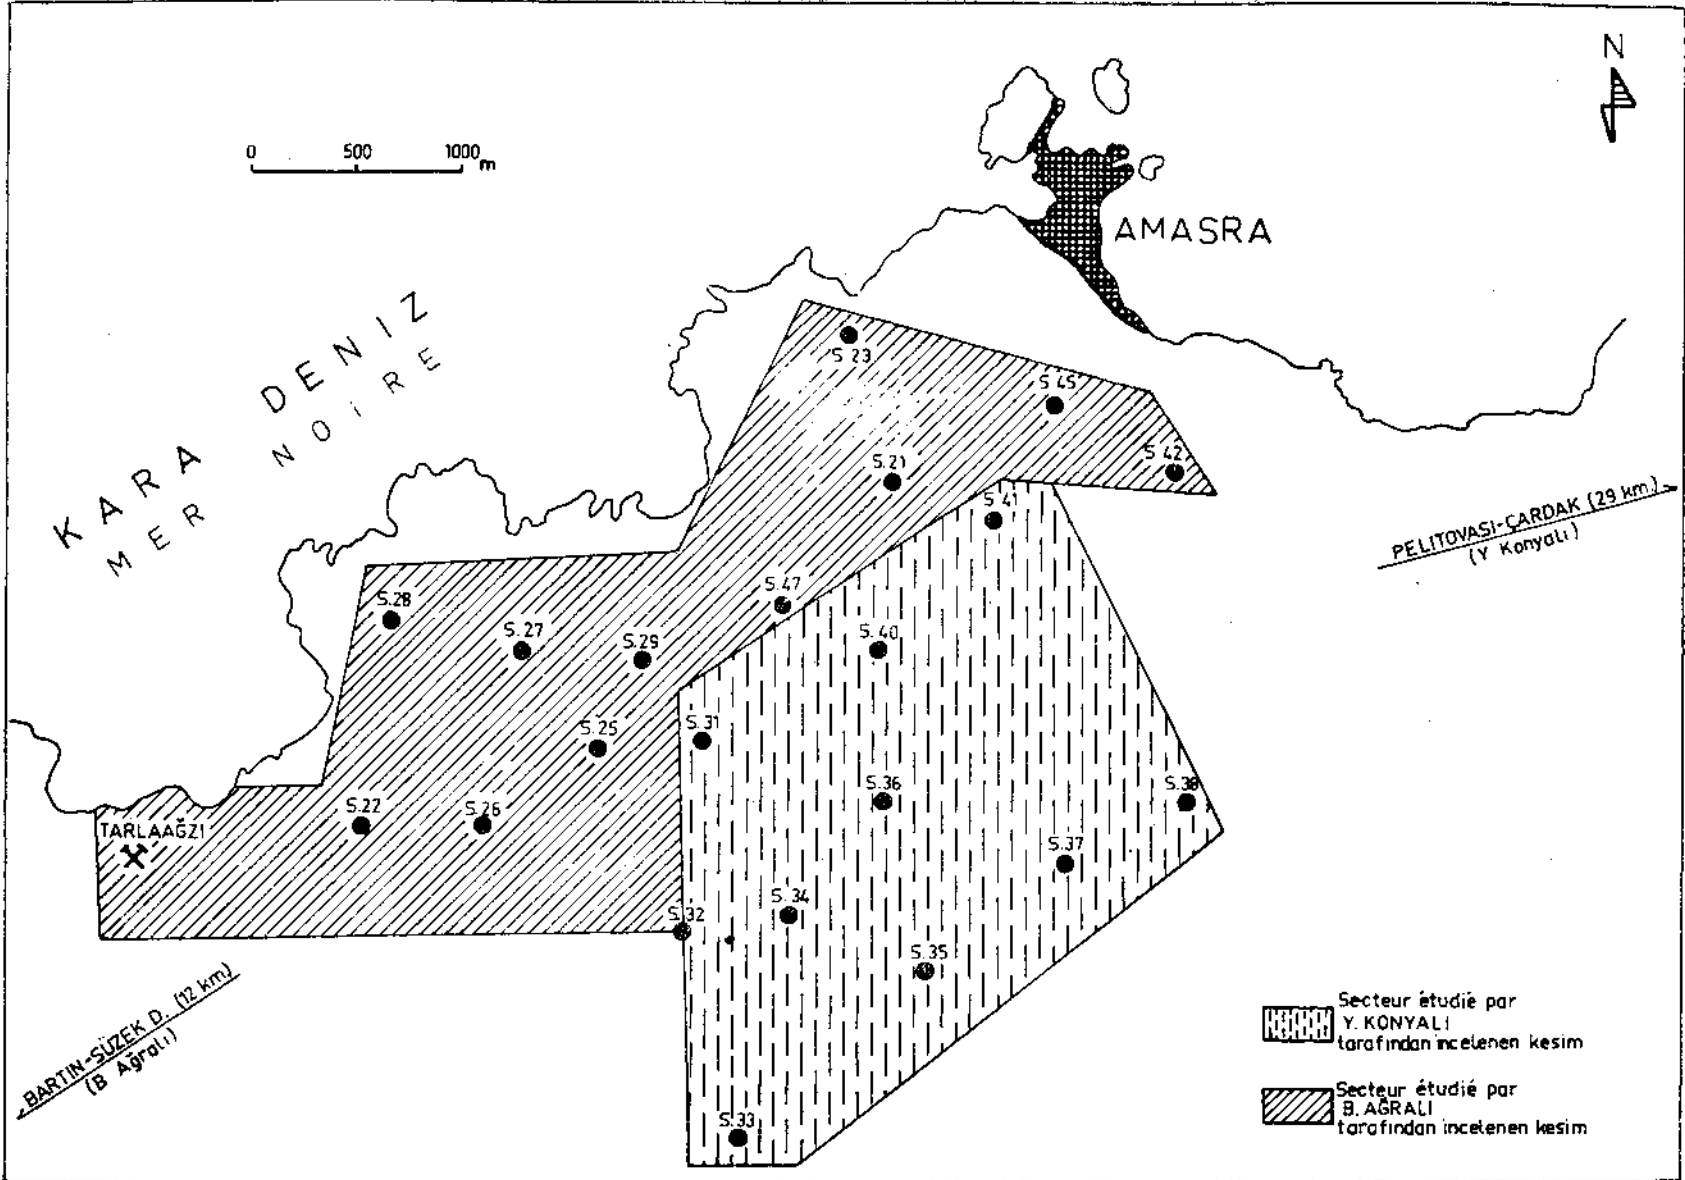 N
0 500 1000 m
AMASRA
KARA DENIZ
MER NOİRE
S 23
S 45
S 42
S.21
S 41
PELITOVASI-ÇARDAK (29 km.)
(Y Konyalı)
S.28
S.27
S.29
S.47
S.40
S.31
S.25
S.36
S.38
S.22
S.26
TARLAAĞZI
S.37
S.34
S.32
S.35
BARTIN-SÜZEK D. (12 km)
(B Ağralı)
S.33
Secteur étudié par
Y. KONYALI
tarafından incelenen kesim
Secteur étudié par
B. AĞRALI
tarafından incelenen kesim